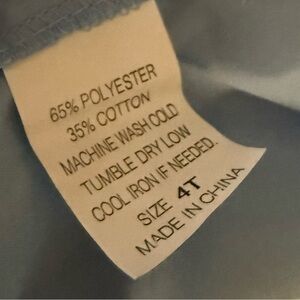 65% POLYESTER
35% COTTON
MACHINE WASH COLD
TUMBLE DRY LOW
COOL IRON IF NEEDED.
SIZE 4T
MADE IN CHINA